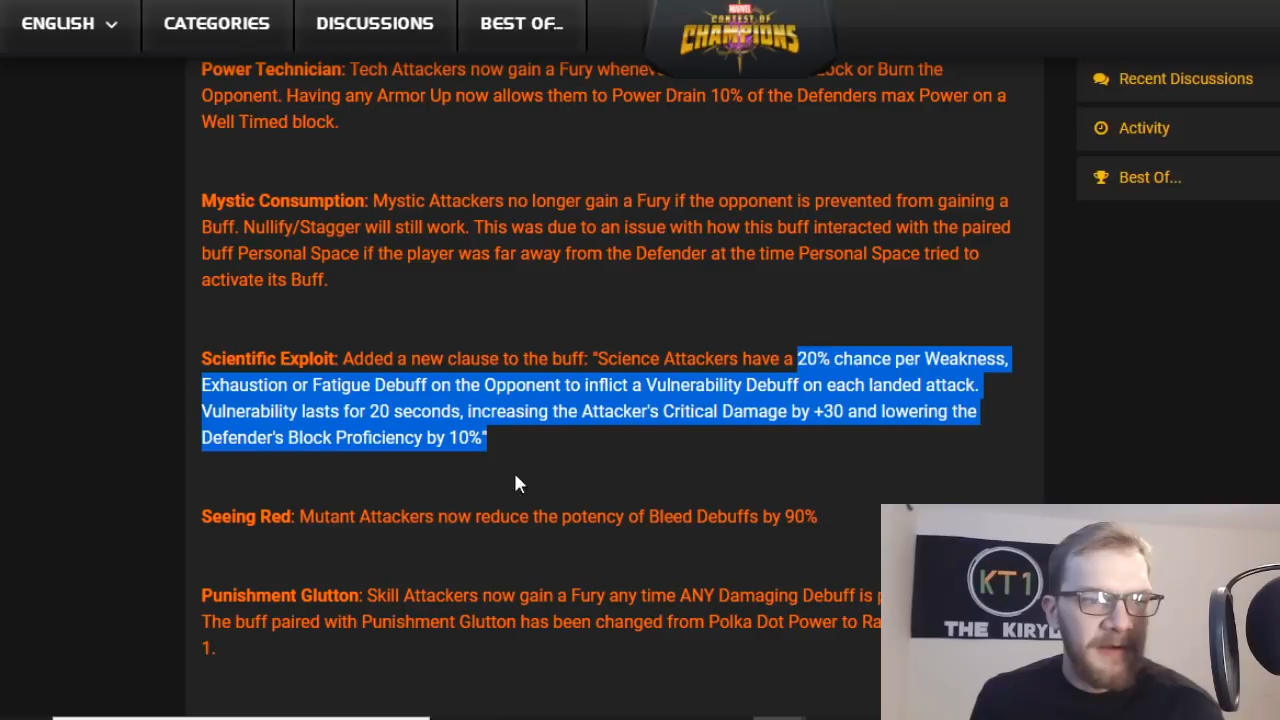 ENGLISH CATEGORIES DISCUSSIONS BEST OF...
MARVEL
CONTEST OF
CHAMPIONS
Power Technician: Tech Attackers now gain a Fury ock or Burn the
Opponent. Having any Armor Up now allows them to Power Drain 10% of the Defenders max Power on a
Well Timed block.
Mystic Consumption: Mystic Attackers no longer gain a Fury if the opponent is prevented from gaining a
Buff. Nullify/Stagger will still work. This was due to an issue with how this buff interacted with the paired
buff Personal Space if the player was far away from the Defender at the time Personal Space tried to
activate its Buff.
Scientific Exploit: Added a new clause to the buff: "Science Attackers have a 20% chance per Weakness,
Exhaustion or Fatigue Debuff on the Opponent to inflict a Vulnerability Debuff on each landed attack.
Vulnerability lasts for 20 seconds, increasing the Attacker's Critical Damage by +30 and lowering the
Defender's Block Proficiency by 10%"
Seeing Red: Mutant Attackers now reduce the potency of Bleed Debuffs by 90%
Punishment Glutton: Skill Attackers now gain a Fury any time ANY Damaging Debuff is
The buff paired with Punishment Glutton has been changed from Polka Dot Power to
1.
Recent Discussions
Activity
Best Of...
KT1
THE